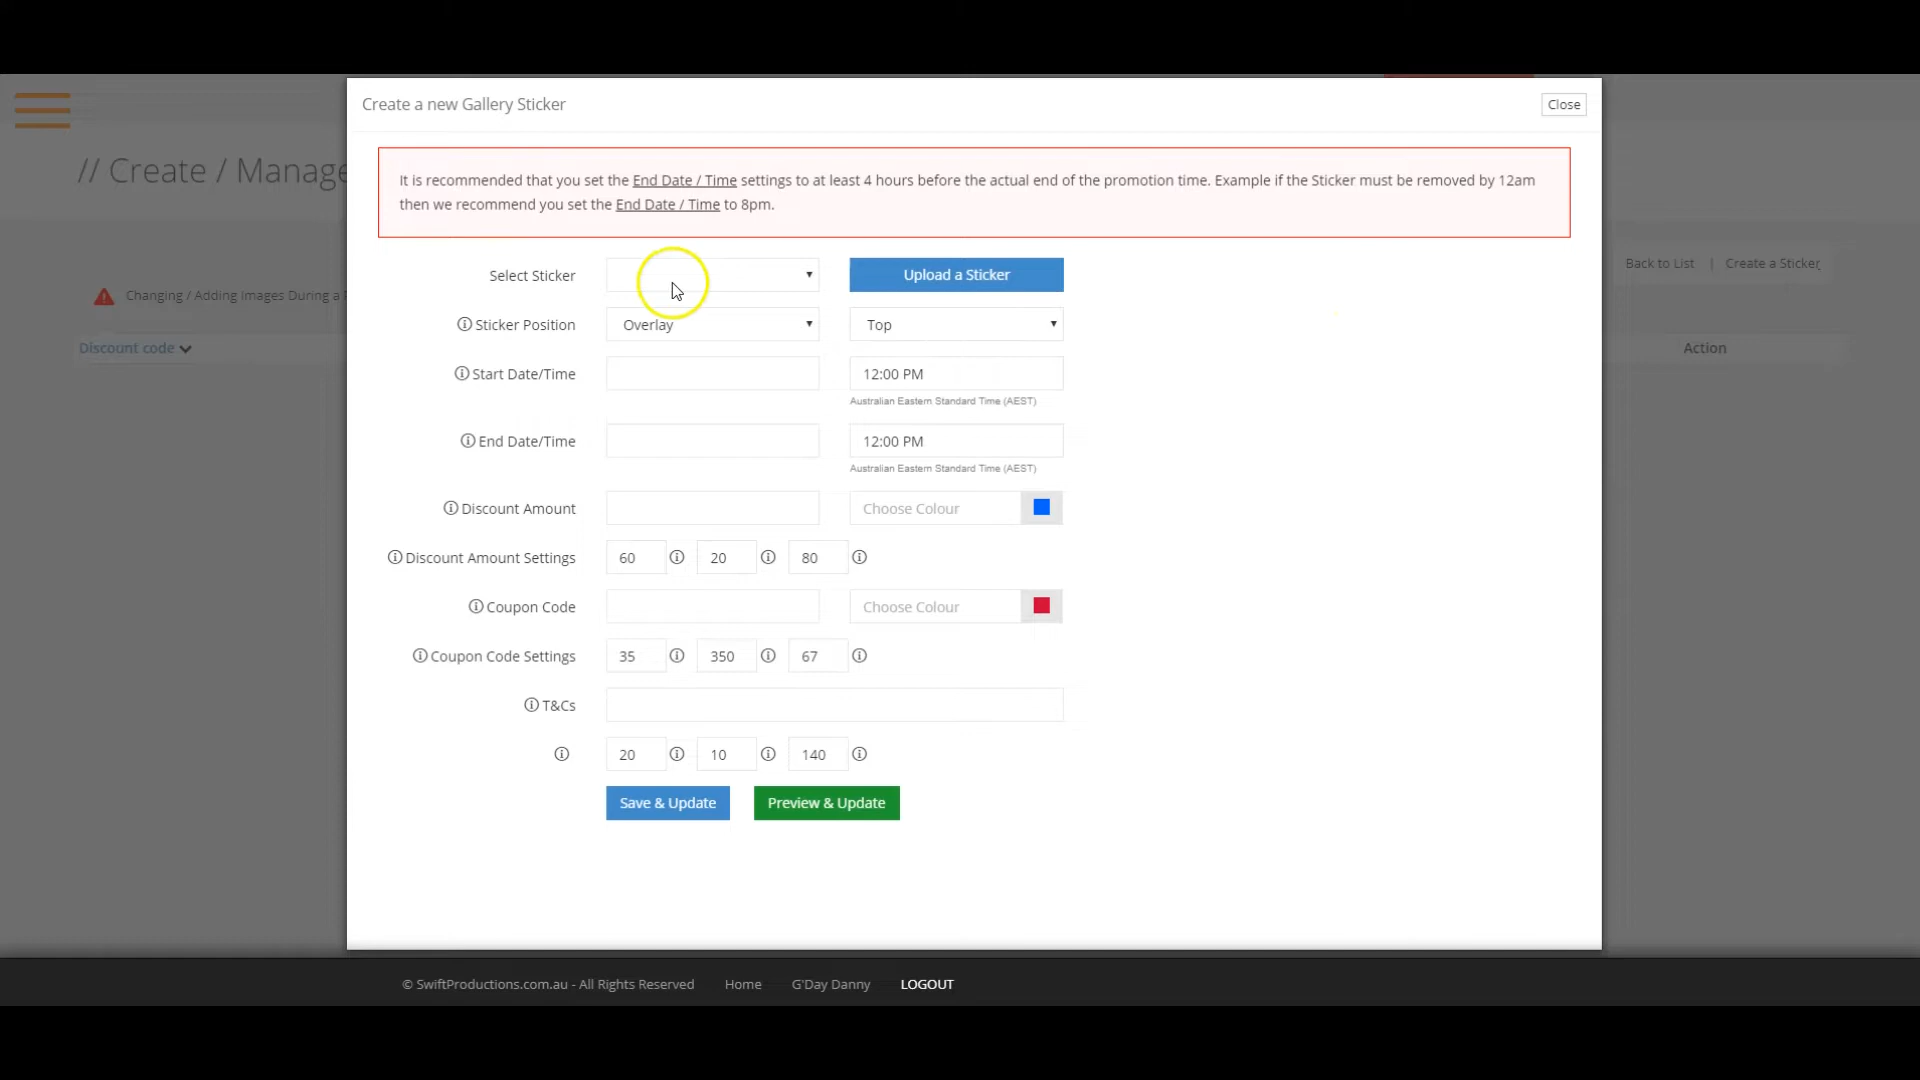 Create a new Gallery Sticker
Close
// Create / Manage
It is recommended that you set the End Date / Time settings to at least 4 hours before the actual end of the promotion time. Example if the Sticker must be removed by 12am
then we recommend you set the End Date / Time to 8pm.
Select Sticker
Upload a Sticker
Back to List | Create a Sticker
Changing / Adding Images During a
Sticker Position Overlay Top
Discount code
Action
Start Date/Time 12:00 PM
Australian Eastern Standard Time (AEST)
End Date/Time 12:00 PM
Australian Eastern Standard Time (AEST)
Discount Amount Choose Colour
Discount Amount Settings 60 20 80
Coupon Code Choose Colour
Coupon Code Settings 35 350 67
T&Cs
20 10 140
Save & Update Preview & Update
© SwiftProductions.com.au - All Rights Reserved Home G'Day Danny LOGOUT